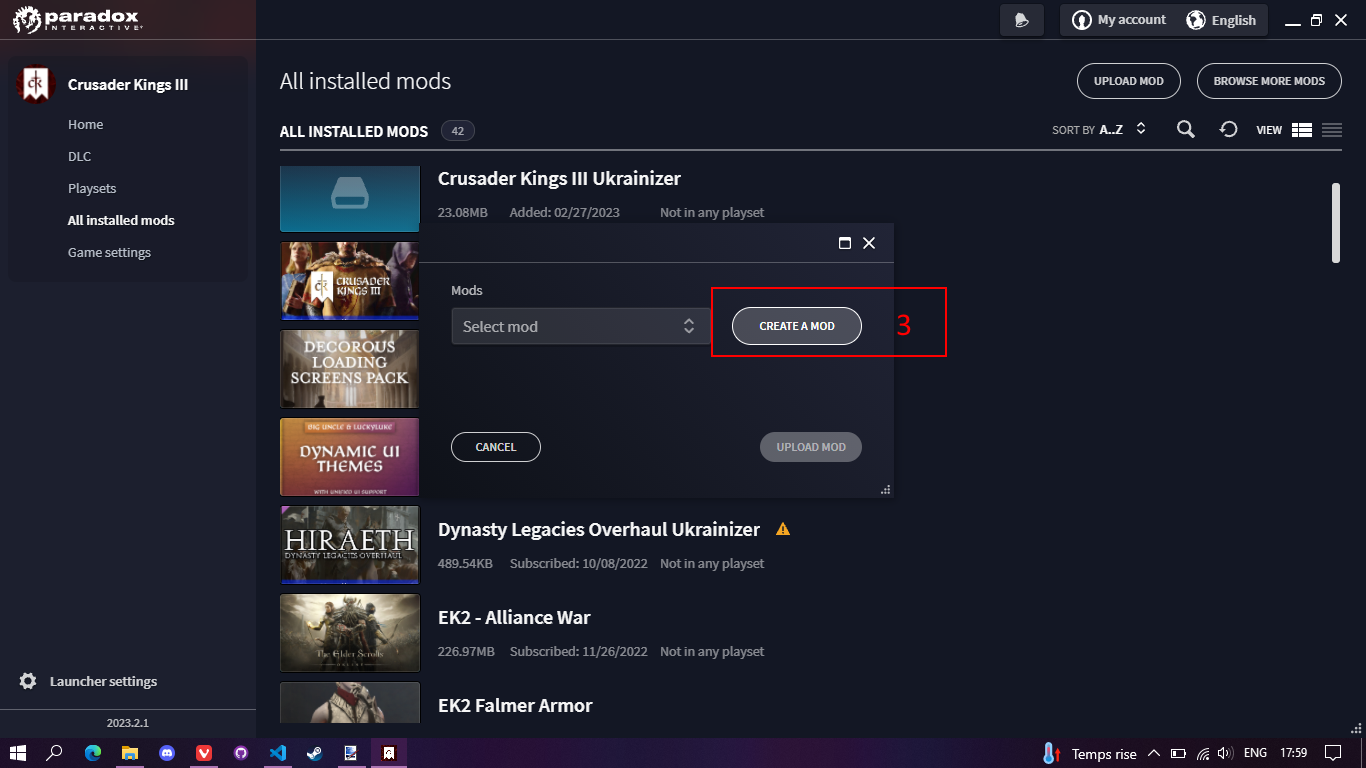 paradox
INTERACTIVE
My account
English
Crusader Kings III
Home
DLC
Playsets
All installed mods
Game settings
Launcher settings
2023.2.1
All installed mods
UPLOAD MOD
BROWSE MORE MODS
ALL INSTALLED MODS 42
SORT BY A..Z
VIEW
Crusader Kings III Ukrainizer
23.08MB Added: 02/27/2023 Not in any playset
CRUSADER
KINGS III
DECOROUS
LOADING
SCREENS PACK
BIG UNCLE & LUCKYLUKE
DYNAMIC UI
THEMES
WITH UNIFIED UI SUPPORT
Mods
Select mod
CREATE A MOD
3
CANCEL
UPLOAD MOD
HIRAETH
DYNASTY LEGACIES OVERHAUL
Dynasty Legacies Overhaul Ukrainizer
489.54KB Subscribed: 10/08/2022 Not in any playset
The Elder Scrolls
ONLINE
EK2 - Alliance War
226.97MB Subscribed: 11/26/2022 Not in any playset
EK2 Falmer Armor
Temps rise
ENG
17:59